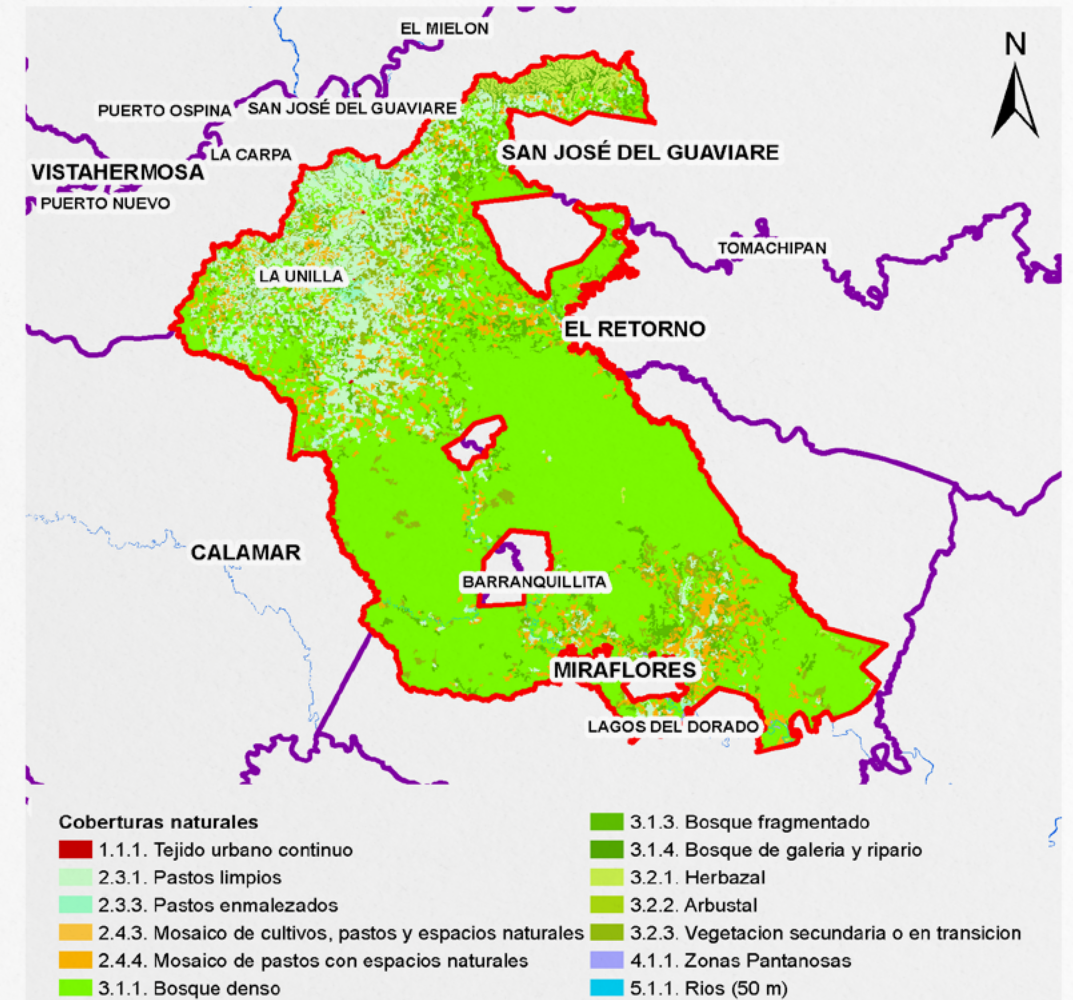 EL MIELON
N
PUERTO OSPINA
SAN JOSÉ DEL GUAVIARE
LA CARPA
SAN JOSÉ DEL GUAVIARE
VISTAHERMOSA
PUERTO NUEVO
TOMACHIPAN
LA UNILLA
EL RETORNO
CALAMAR
BARRANQUILLITA
MIRAFLORES
LAGOS DEL DORADO
Coberturas naturales
1.1.1. Tejido urbano continuo
2.3.1. Pastos limpios
2.3.3. Pastos enmalezados
2.4.3. Mosaico de cultivos, pastos y espacios naturales
2.4.4. Mosaico de pastos con espacios naturales
3.1.1. Bosque denso
3.1.3. Bosque fragmentado
3.1.4. Bosque de galeria y ripario
3.2.1. Herbazal
3.2.2. Arbustal
3.2.3. Vegetacion secundaria o en transicion
4.1.1. Zonas Pantanosas
5.1.1. Rios (50 m)